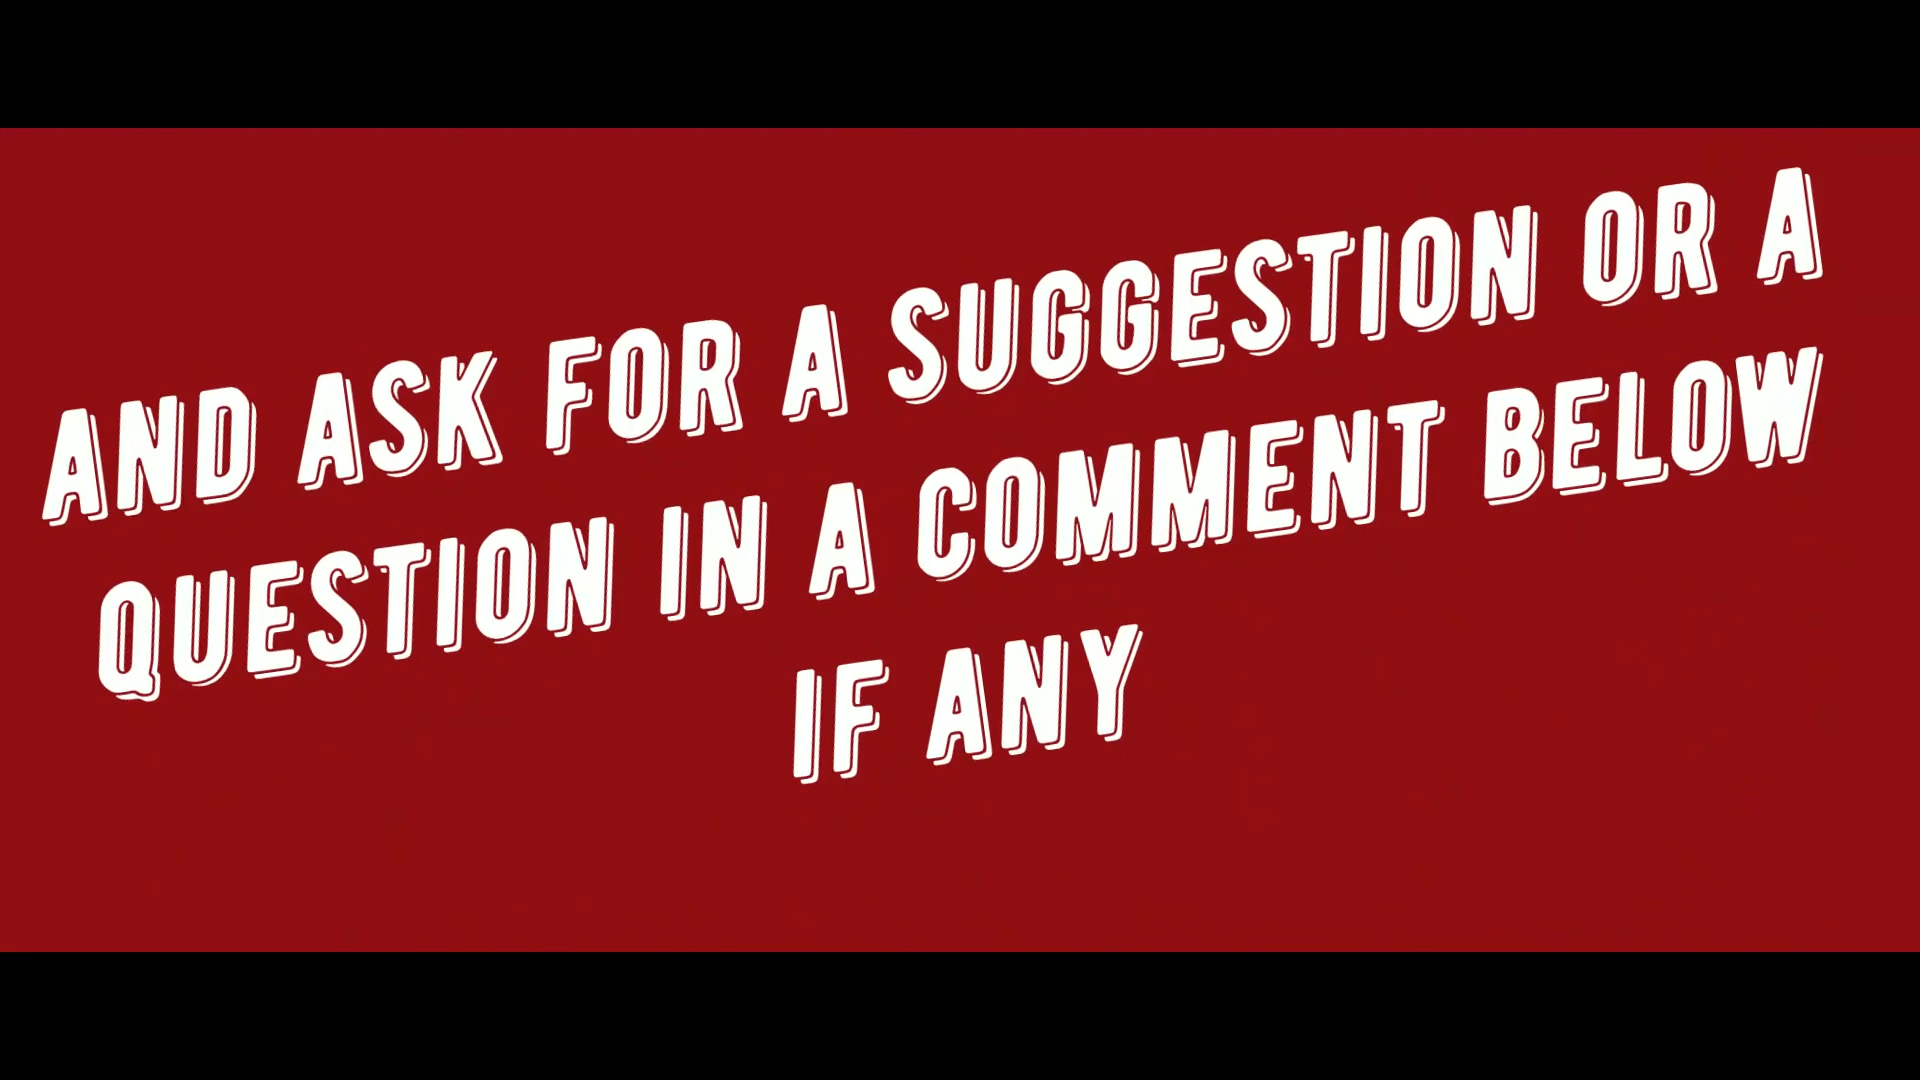 AND ASK FOR A SUGGESTION OR A
QUESTION IN A COMMENT BELOW
IF ANY